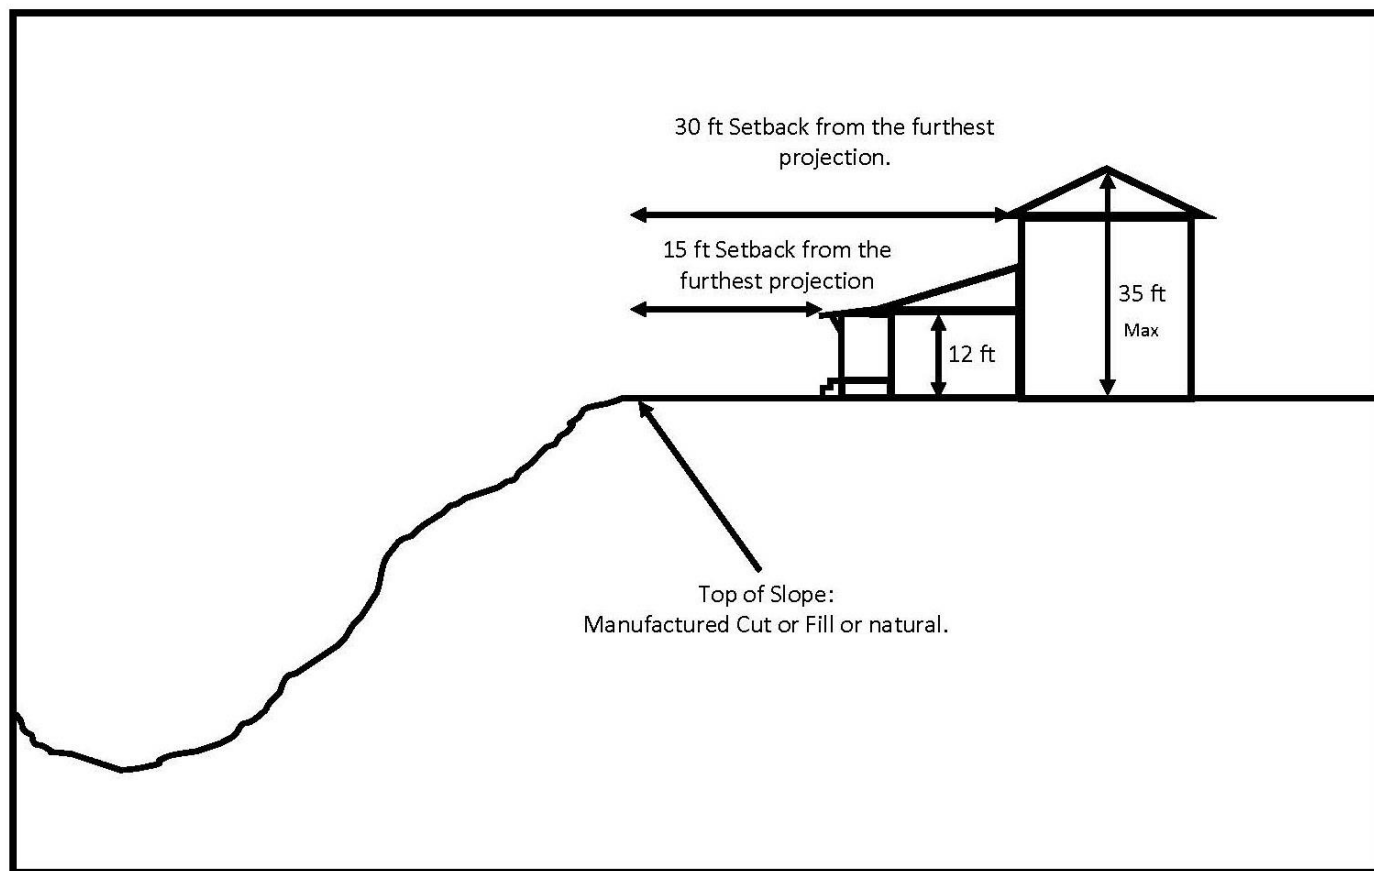 30 ft Setback from the furthest
projection.
15 ft Setback from the
furthest projection
35 ft
Max
12 ft
Top of Slope:
Manufactured Cut or Fill or natural.